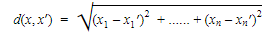 d(x, x') = √(x₁ − x₁')² + ...... + (xₙ − xₙ')²